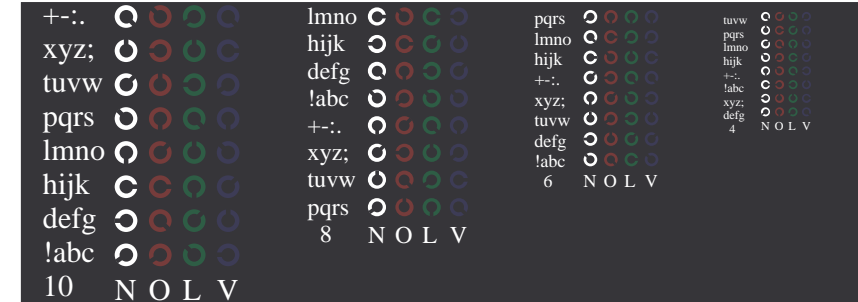 +-:.
xyz;
tuvw
pqrs
lmno
hijk
defg
!abc
10 N O L V
lmno
hijk
defg
!abc
+-:.
xyz;
tuvw
pqrs
8 N O L V
pqrs
lmno
hijk
+-:.
xyz;
tuvw
defg
!abc
6 N O L V
tuvw
pqrs
lmno
hijk
+-:.
!abc
xyz;
defg
4 N O L V